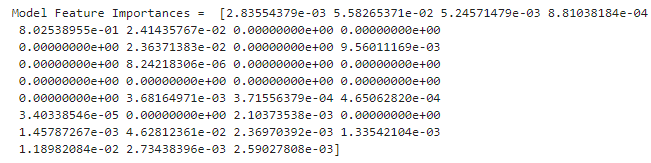 Model Feature Importances =  [2.83554379e-03 5.58265371e-02 5.24571479e-03 8.81038184e-04
 8.02538955e-01 2.41435767e-02 0.00000000e+00 0.00000000e+00
 0.00000000e+00 2.36371383e-02 0.00000000e+00 9.56011169e-03
 0.00000000e+00 8.24218306e-06 0.00000000e+00 0.00000000e+00
 0.00000000e+00 0.00000000e+00 0.00000000e+00 0.00000000e+00
 0.00000000e+00 3.68164971e-03 3.71556379e-04 4.65062820e-04
 3.40338546e-05 0.00000000e+00 2.10373538e-03 0.00000000e+00
 1.45787267e-03 4.62812361e-02 2.36970392e-03 1.33542104e-03
 1.18982084e-02 2.73438396e-03 2.59027808e-03]